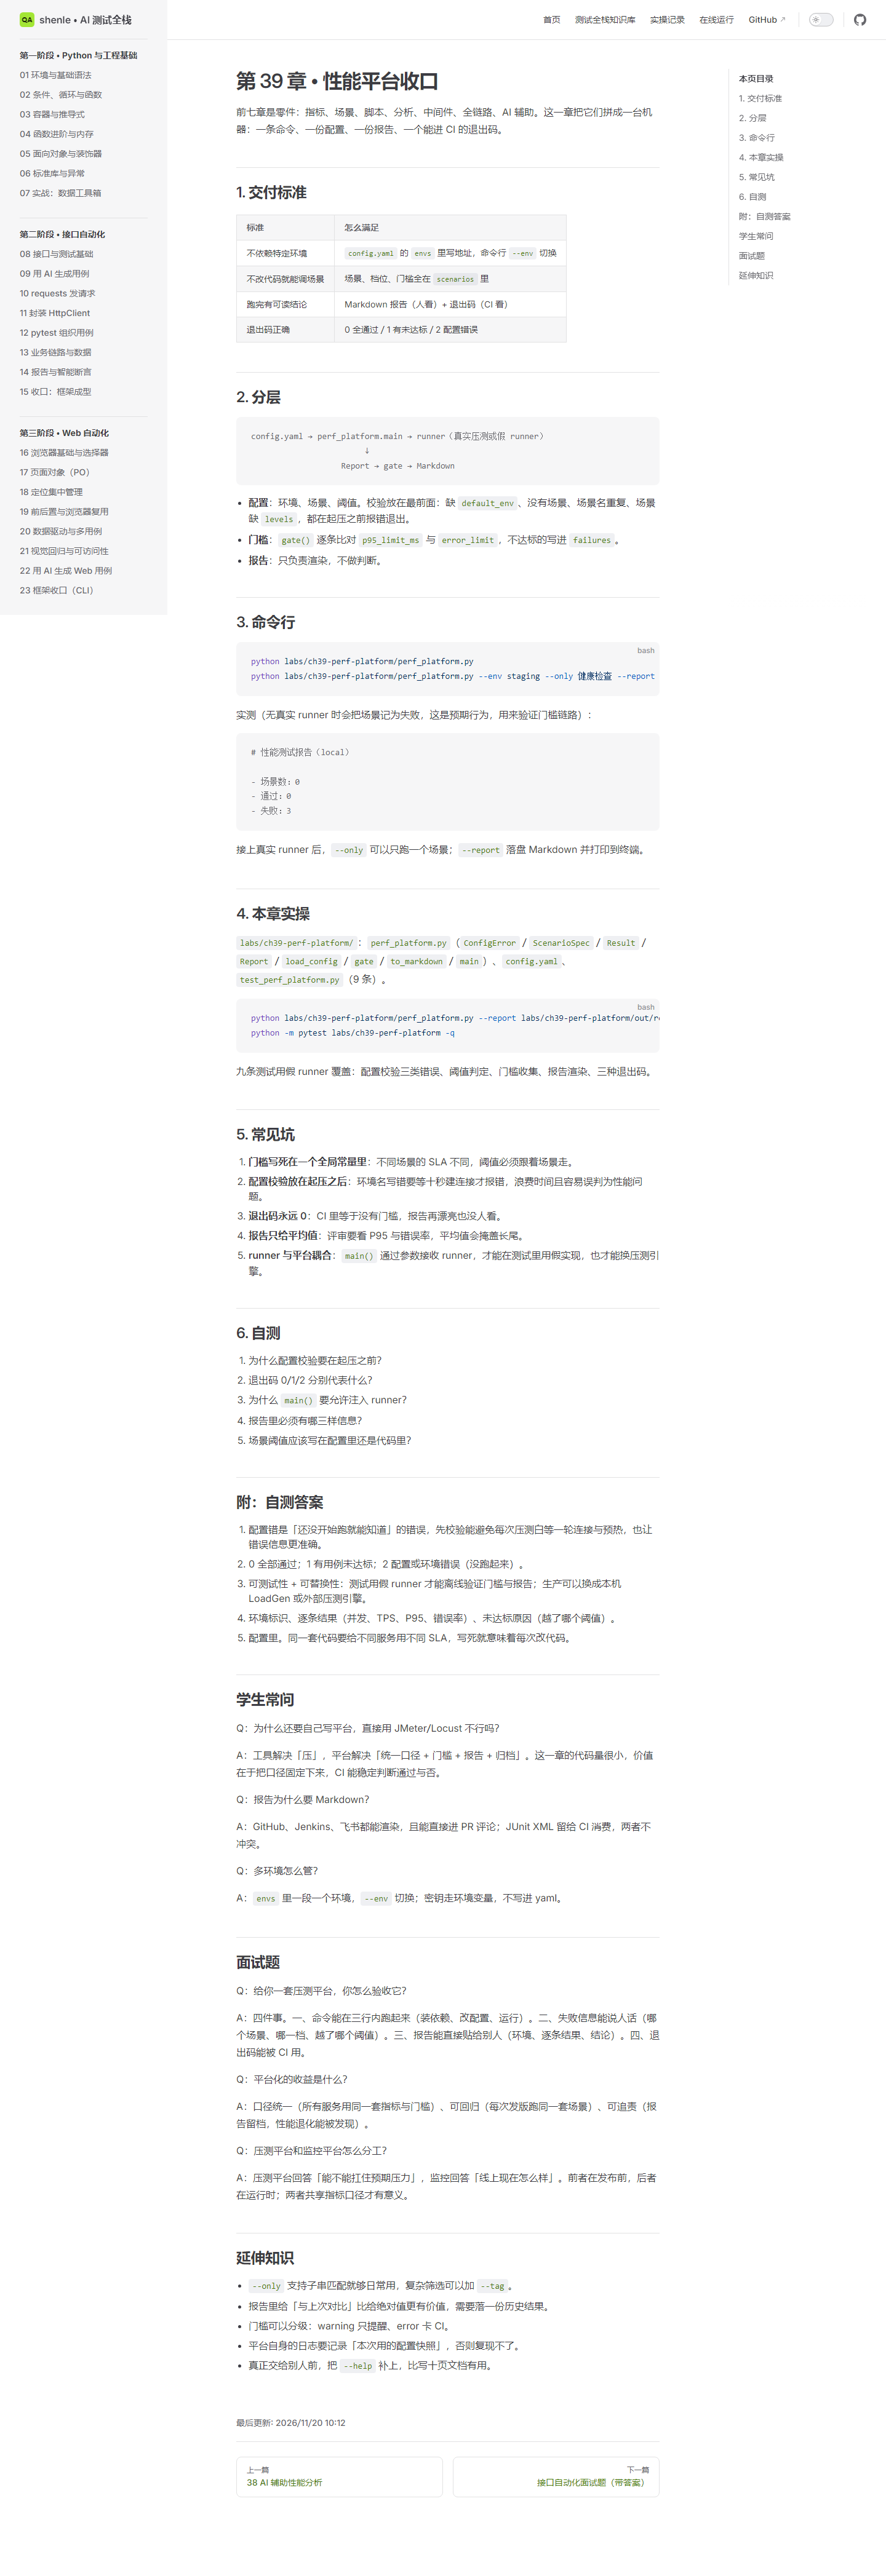 QA shenle • AI 测试全栈
首页 测试全栈知识库 实操记录 在线运行 GitHub
第一阶段 • Python 与工程基础
01 环境与基础语法
02 条件、循环与函数
03 容器与推导式
04 函数进阶与内存
05 面向对象与装饰器
06 标准库与异常
07 实战：数据工具箱
第二阶段 • 接口自动化
08 接口与测试基础
09 用 AI 生成用例
10 requests 发请求
11 封装 HttpClient
12 pytest 组织用例
13 业务链路与数据
14 报告与智能断言
15 收口：框架成型
第三阶段 • Web 自动化
16 浏览器基础与选择器
17 页面对象（PO）
18 定位集中管理
19 前后置与浏览器复用
20 数据驱动与多用例
21 视觉回归与可访问性
22 用 AI 生成 Web 用例
23 框架收口（CLI）
第 39 章 • 性能平台收口
前七章是零件：指标、场景、脚本、分析、中间件、全链路、AI 辅助。这一章把它们拼成一台机
器：一条命令、一份配置、一份报告、一个能进 CI 的退出码。
1. 交付标准
标准 怎么满足
不依赖特定环境 config.yaml 的 envs 里写地址，命令行 --env 切换
不改代码就能调场景 场景、档位、门槛全在 scenarios 里
跑完有可读结论 Markdown 报告（人看）+ 退出码（CI 看）
退出码正确 0 全通过 / 1 有未达标 / 2 配置错误
2. 分层
config.yaml → perf_platform.main → runner（真实压测或假 runner）
↓
Report → gate → Markdown
• 配置：环境、场景、阈值。校验放在最前面：缺 default_env、没有场景、场景名重复、场景
缺 levels，都在起压之前报错退出。
• 门槛：gate() 逐条比对 p95_limit_ms 与 error_limit，不达标的写进 failures。
• 报告：只负责渲染，不做判断。
3. 命令行
bash
python labs/ch39-perf-platform/perf_platform.py
python labs/ch39-perf-platform/perf_platform.py --env staging --only 健康检查 --report
实测（无真实 runner 时会把场景记为失败，这是预期行为，用来验证门槛链路）：
# 性能测试报告（local）
- 场景数：0
- 通过：0
- 失败：3
接上真实 runner 后，--only 可以只跑一个场景；--report 落盘 Markdown 并打印到终端。
4. 本章实操
labs/ch39-perf-platform/：perf_platform.py（ConfigError / ScenarioSpec / Result /
Report / load_config / gate / to_markdown / main）、config.yaml、
test_perf_platform.py（9 条）。
bash
python labs/ch39-perf-platform/perf_platform.py --report labs/ch39-perf-platform/out/re
python -m pytest labs/ch39-perf-platform -q
九条测试用假 runner 覆盖：配置校验三类错误、阈值判定、门槛收集、报告渲染、三种退出码。
5. 常见坑
1. 门槛写死在一个全局常量里：不同场景的 SLA 不同，阈值必须跟着场景走。
2. 配置校验放在起压之后：环境名写错要等十秒建连接才报错，浪费时间且容易误判为性能问
题。
3. 退出码永远 0：CI 里等于没有门槛，报告再漂亮也没人看。
4. 报告只给平均值：评审要看 P95 与错误率，平均值会掩盖长尾。
5. runner 与平台耦合：main() 通过参数接收 runner，才能在测试里用假实现，也才能换压测引
擎。
6. 自测
1. 为什么配置校验要在起压之前？
2. 退出码 0/1/2 分别代表什么？
3. 为什么 main() 要允许注入 runner？
4. 报告里必须有哪三样信息？
5. 场景阈值应该写在配置里还是代码里？
附：自测答案
1. 配置错是「还没开始跑就能知道」的错误，先校验能避免每次压测白等一轮连接与预热，也让
错误信息更准确。
2. 0 全部通过；1 有用例未达标；2 配置或环境错误（没跑起来）。
3. 可测试性 + 可替换性：测试用假 runner 才能离线验证门槛与报告；生产可以换成本机
LoadGen 或外部压测引擎。
4. 环境标识、逐条结果（并发、TPS、P95、错误率）、未达标原因（越了哪个阈值）。
5. 配置里。同一套代码要给不同服务用不同 SLA，写死就意味着每次改代码。
学生常问
Q：为什么还要自己写平台，直接用 JMeter/Locust 不行吗？
A：工具解决「压」，平台解决「统一口径 + 门槛 + 报告 + 归档」。这一章的代码量很小，价值
在于把口径固定下来，CI 能稳定判断通过与否。
Q：报告为什么要 Markdown？
A：GitHub、Jenkins、飞书都能渲染，且能直接进 PR 评论；JUnit XML 留给 CI 消费，两者不
冲突。
Q：多环境怎么管？
A：envs 里一段一个环境，--env 切换；密钥走环境变量，不写进 yaml。
面试题
Q：给你一套压测平台，你怎么验收它？
A：四件事。一、命令能在三行内跑起来（装依赖、改配置、运行）。二、失败信息能说人话（哪
个场景、哪一档、越了哪个阈值）。三、报告能直接贴给别人（环境、逐条结果、结论）。四、退
出码能被 CI 用。
Q：平台化的收益是什么？
A：口径统一（所有服务用同一套指标与门槛）、可回归（每次发版跑同一套场景）、可追责（报
告留档，性能退化能被发现）。
Q：压测平台和监控平台怎么分工？
A：压测平台回答「能不能扛住预期压力」，监控回答「线上现在怎么样」。前者在发布前，后者
在运行时；两者共享指标口径才有意义。
延伸知识
• --only 支持子串匹配就够日常用，复杂筛选可以加 --tag。
• 报告里给「与上次对比」比给绝对值更有价值，需要落一份历史结果。
• 门槛可以分级：warning 只提醒、error 卡 CI。
• 平台自身的日志要记录「本次用的配置快照」，否则复现不了。
• 真正交给别人前，把 --help 补上，比写十页文档有用。
最后更新: 2026/11/20 10:12
上一篇
38 AI 辅助性能分析
下一篇
接口自动化面试题（带答案）
本页目录
1. 交付标准
2. 分层
3. 命令行
4. 本章实操
5. 常见坑
6. 自测
附：自测答案
学生常问
面试题
延伸知识